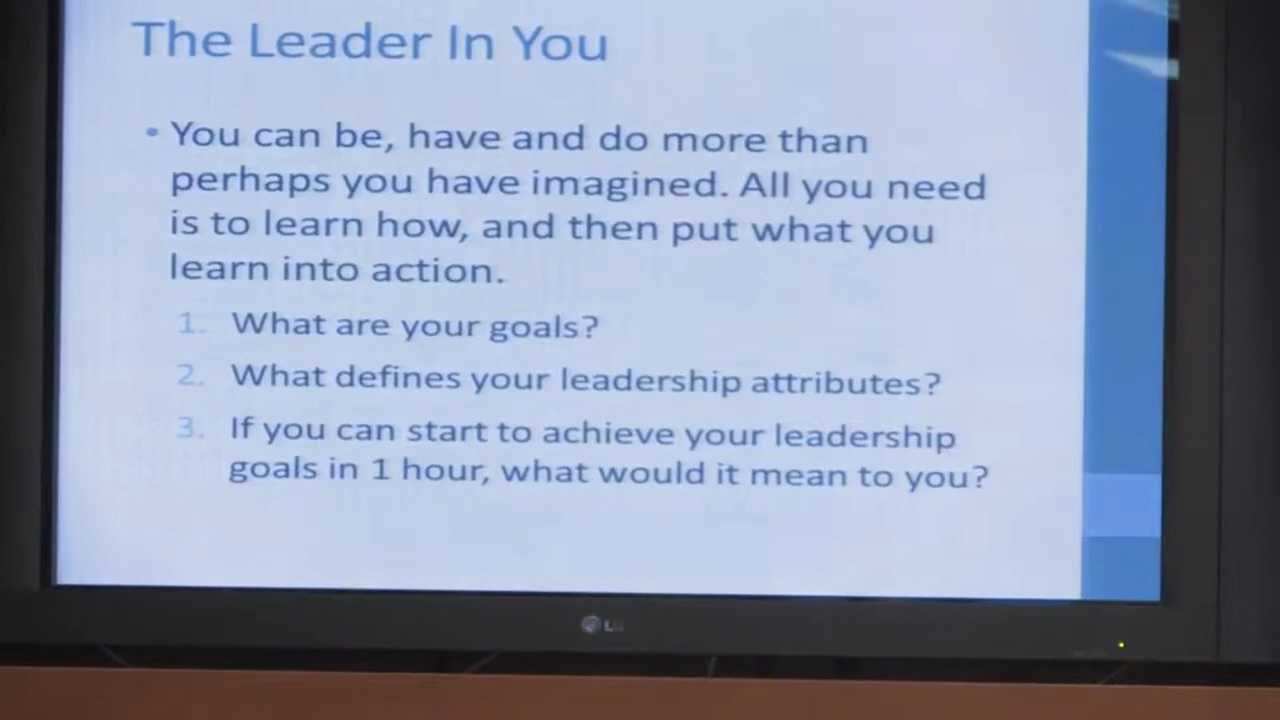 The Leader In You
• You can be, have and do more than
perhaps you have imagined. All you need
is to learn how, and then put what you
learn into action.
1. What are your goals?
2. What defines your leadership attributes?
3. If you can start to achieve your leadership
goals in 1 hour, what would it mean to you?
LG